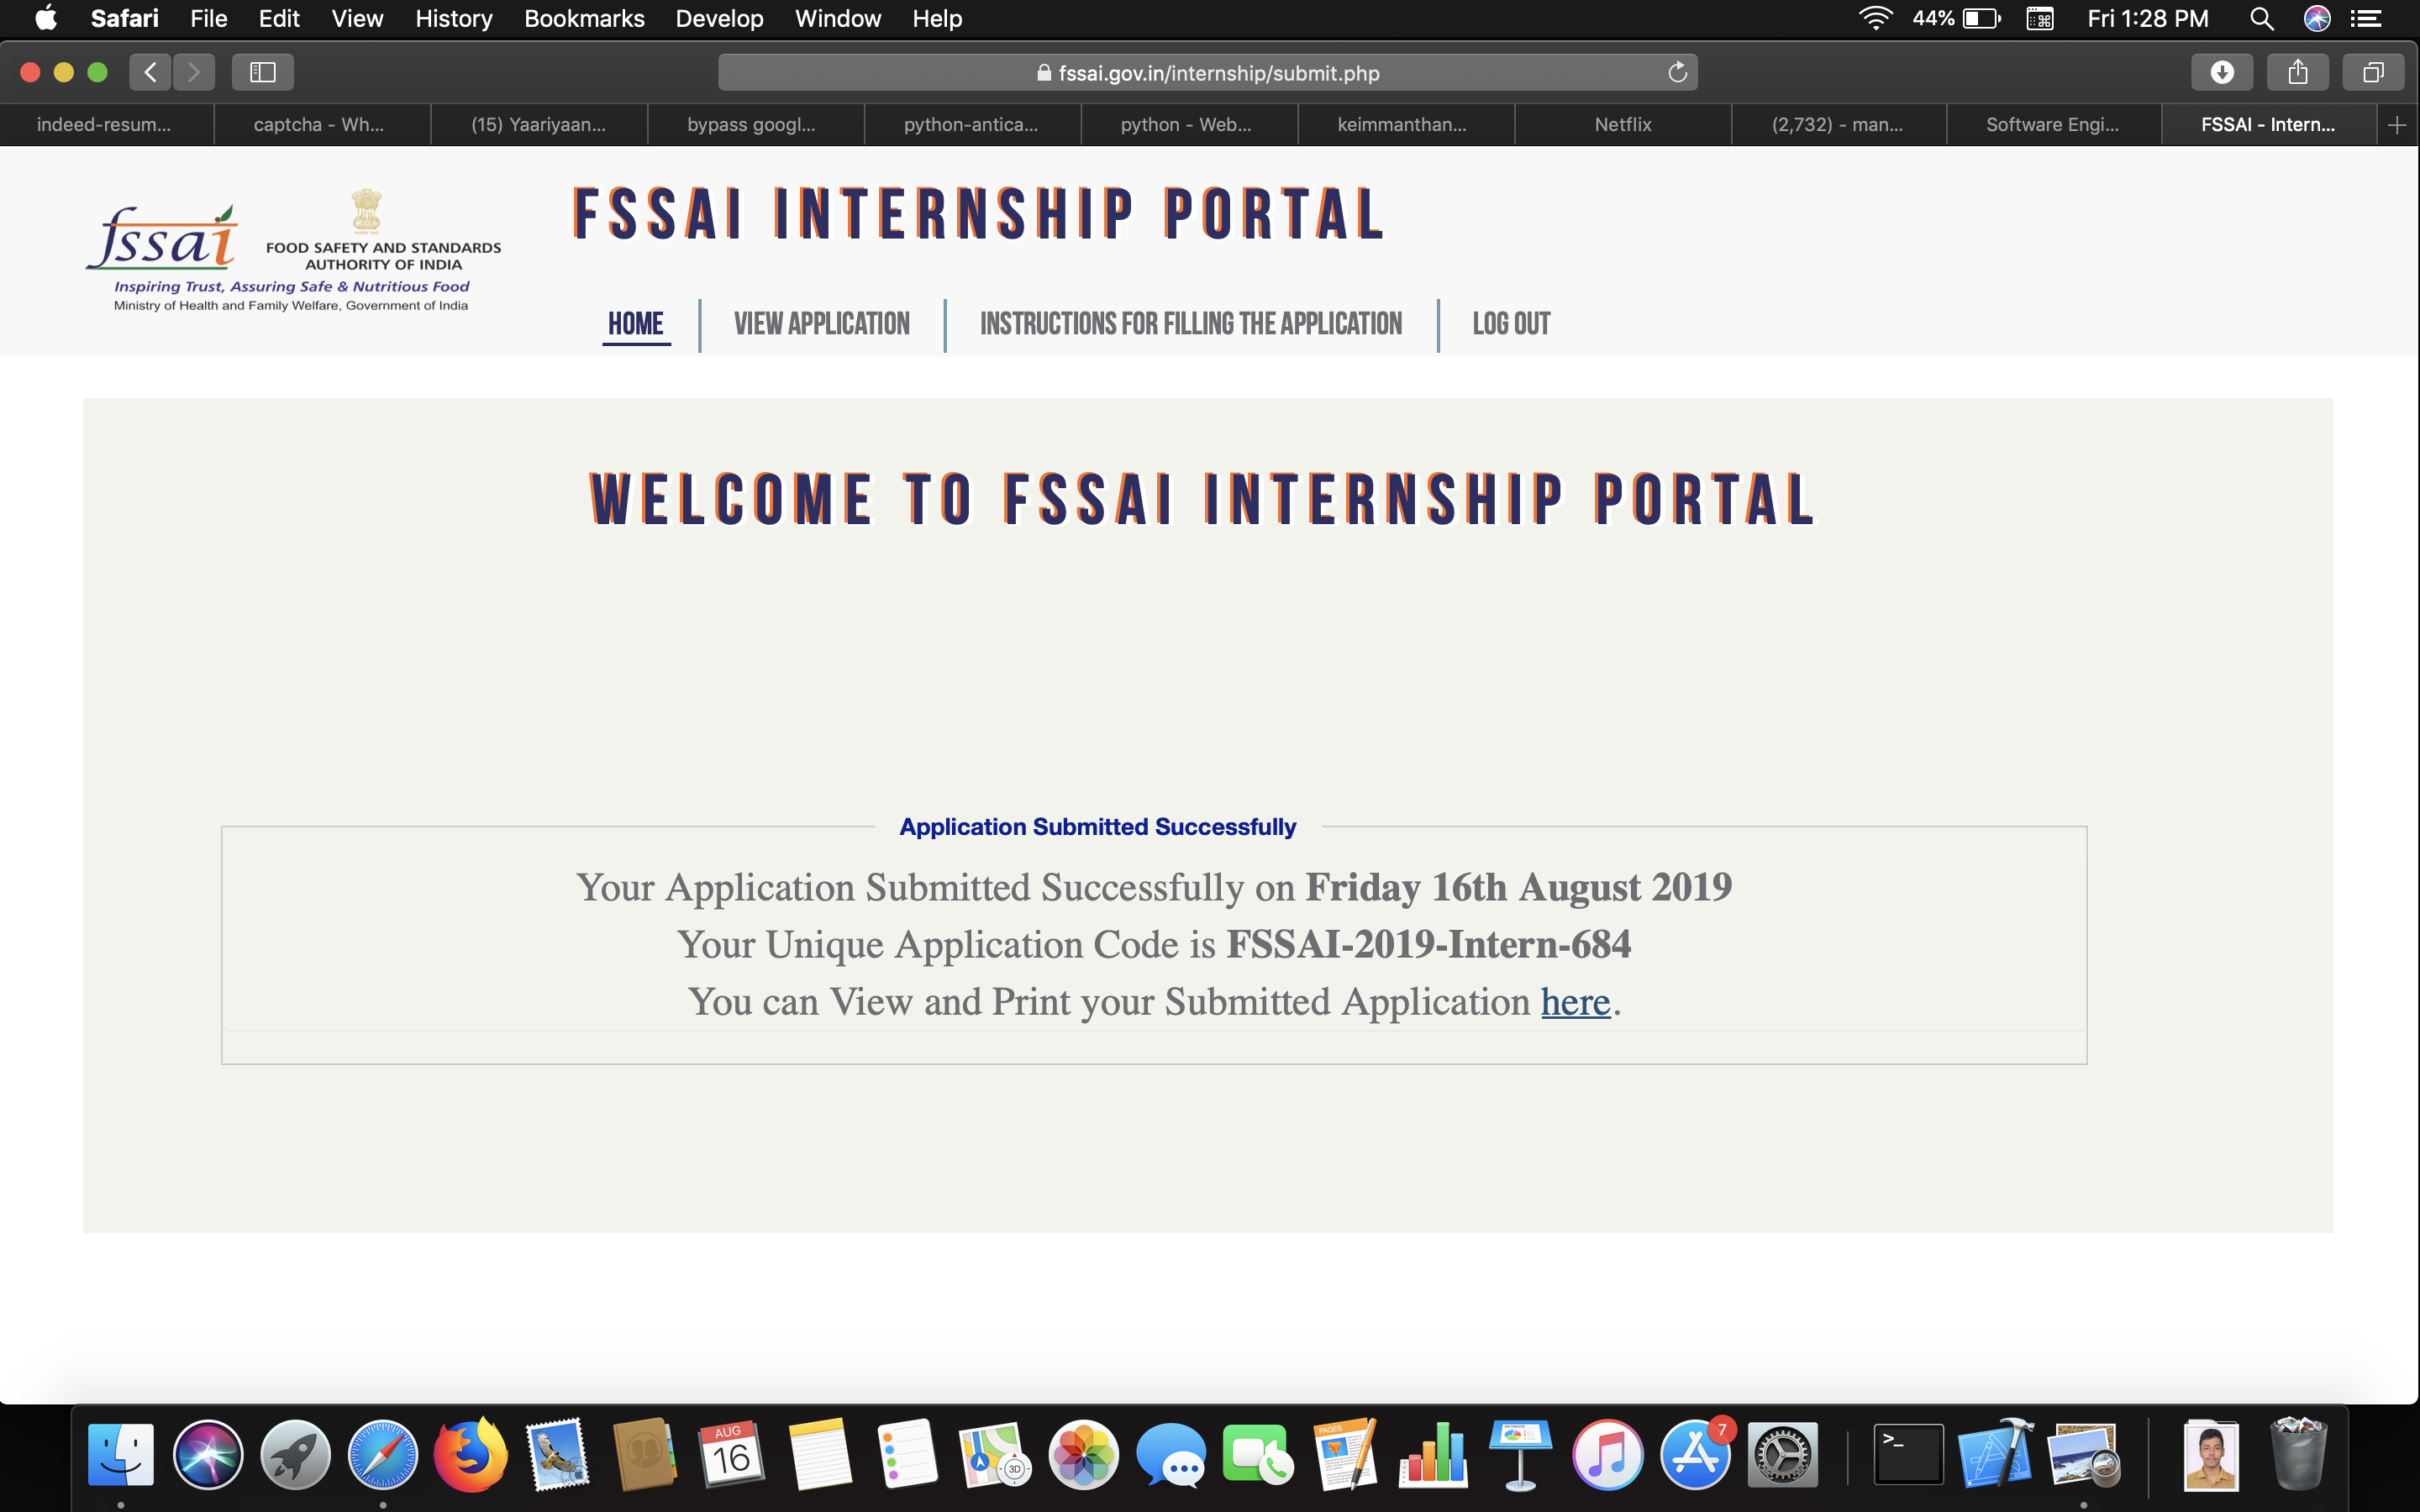 Safari File Edit View History Bookmarks Develop Window Help 44% Fri 1:28 PM
fssai.gov.in/internship/submit.php
indeed-resum... captcha - Wh... (15) Yaariyaan... bypass googl... python-antica... python - Web... keimmanthan... Netflix (2,732) - man... Software Engi... FSSAI - Intern...
FSSAI INTERNSHIP PORTAL
fssai
FOOD SAFETY AND STANDARDS
AUTHORITY OF INDIA
Inspiring Trust, Assuring Safe & Nutritious Food
Ministry of Health and Family Welfare, Government of India
HOME VIEW APPLICATION INSTRUCTIONS FOR FILLING THE APPLICATION LOG OUT
WELCOME TO FSSAI INTERNSHIP PORTAL
Application Submitted Successfully
Your Application Submitted Successfully on Friday 16th August 2019
Your Unique Application Code is FSSAI-2019-Intern-684
You can View and Print your Submitted Application here.
AUG
16
3D
PAGES
7
>_